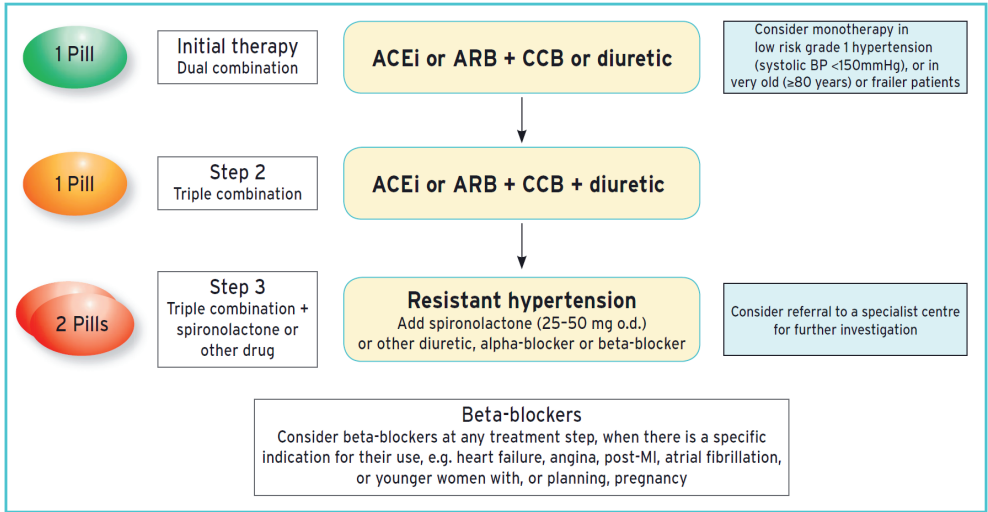 1 Pill
Initial therapy
Dual combination
ACEi or ARB + CCB or diuretic
Consider monotherapy in
low risk grade 1 hypertension
(systolic BP <150mmHg), or in
very old (≥80 years) or frailer patients
1 Pill
Step 2
Triple combination
ACEi or ARB + CCB + diuretic
2 Pills
Step 3
Triple combination +
spironolactone or
other drug
Resistant hypertension
Add spironolactone (25–50 mg o.d.)
or other diuretic, alpha-blocker or beta-blocker
Consider referral to a specialist centre
for further investigation
Beta-blockers
Consider beta-blockers at any treatment step, when there is a specific
indication for their use, e.g. heart failure, angina, post-MI, atrial fibrillation,
or younger women with, or planning, pregnancy